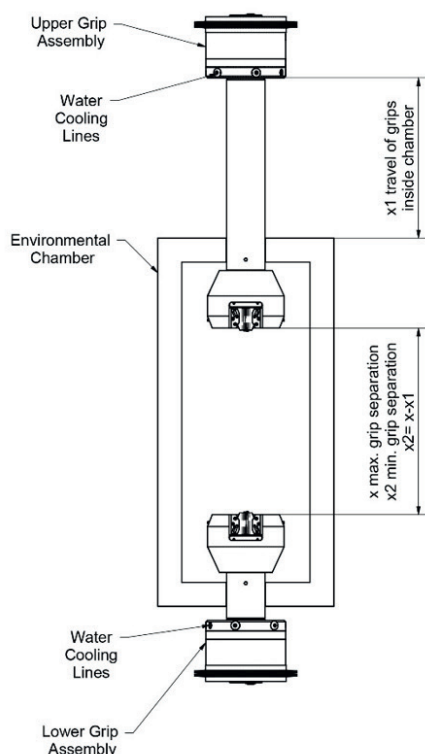 Upper Grip
Assembly
Water
Cooling
Lines
x1 travel of grips
inside chamber
Environmental
Chamber
x max. grip separation
x2 min. grip separation
x2= x-x1
Water
Cooling
Lines
Lower Grip
Assembly